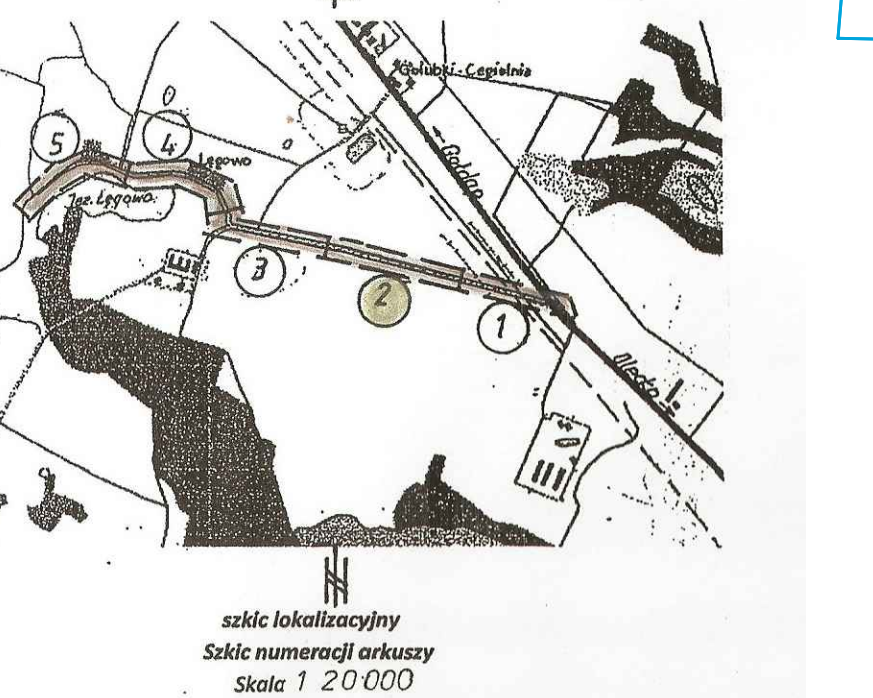 Gołubki-Cegielnia
5
4
Łęgowo
Gołdap
Jez. Łęgowo
3
2
1
Olecko
szkic lokalizacyjny
Szkic numeracji arkuszy
Skala 1 20·000